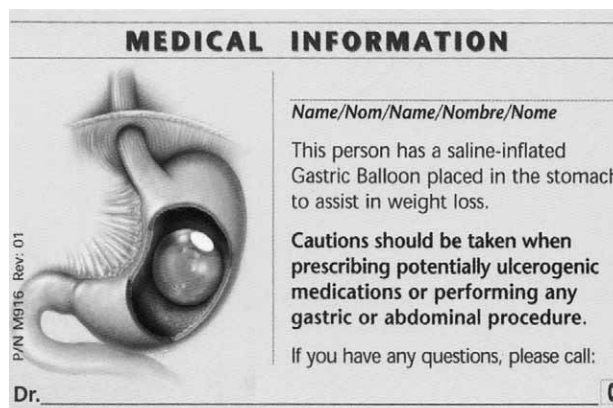 MEDICAL INFORMATION
Name/Nom/Name/Nombre/Nome
This person has a saline-inflated
Gastric Balloon placed in the stomach
to assist in weight loss.
Cautions should be taken when
prescribing potentially ulcerogenic
medications or performing any
gastric or abdominal procedure.
If you have any questions, please call:
P/N M916 Rev: 01
Dr.